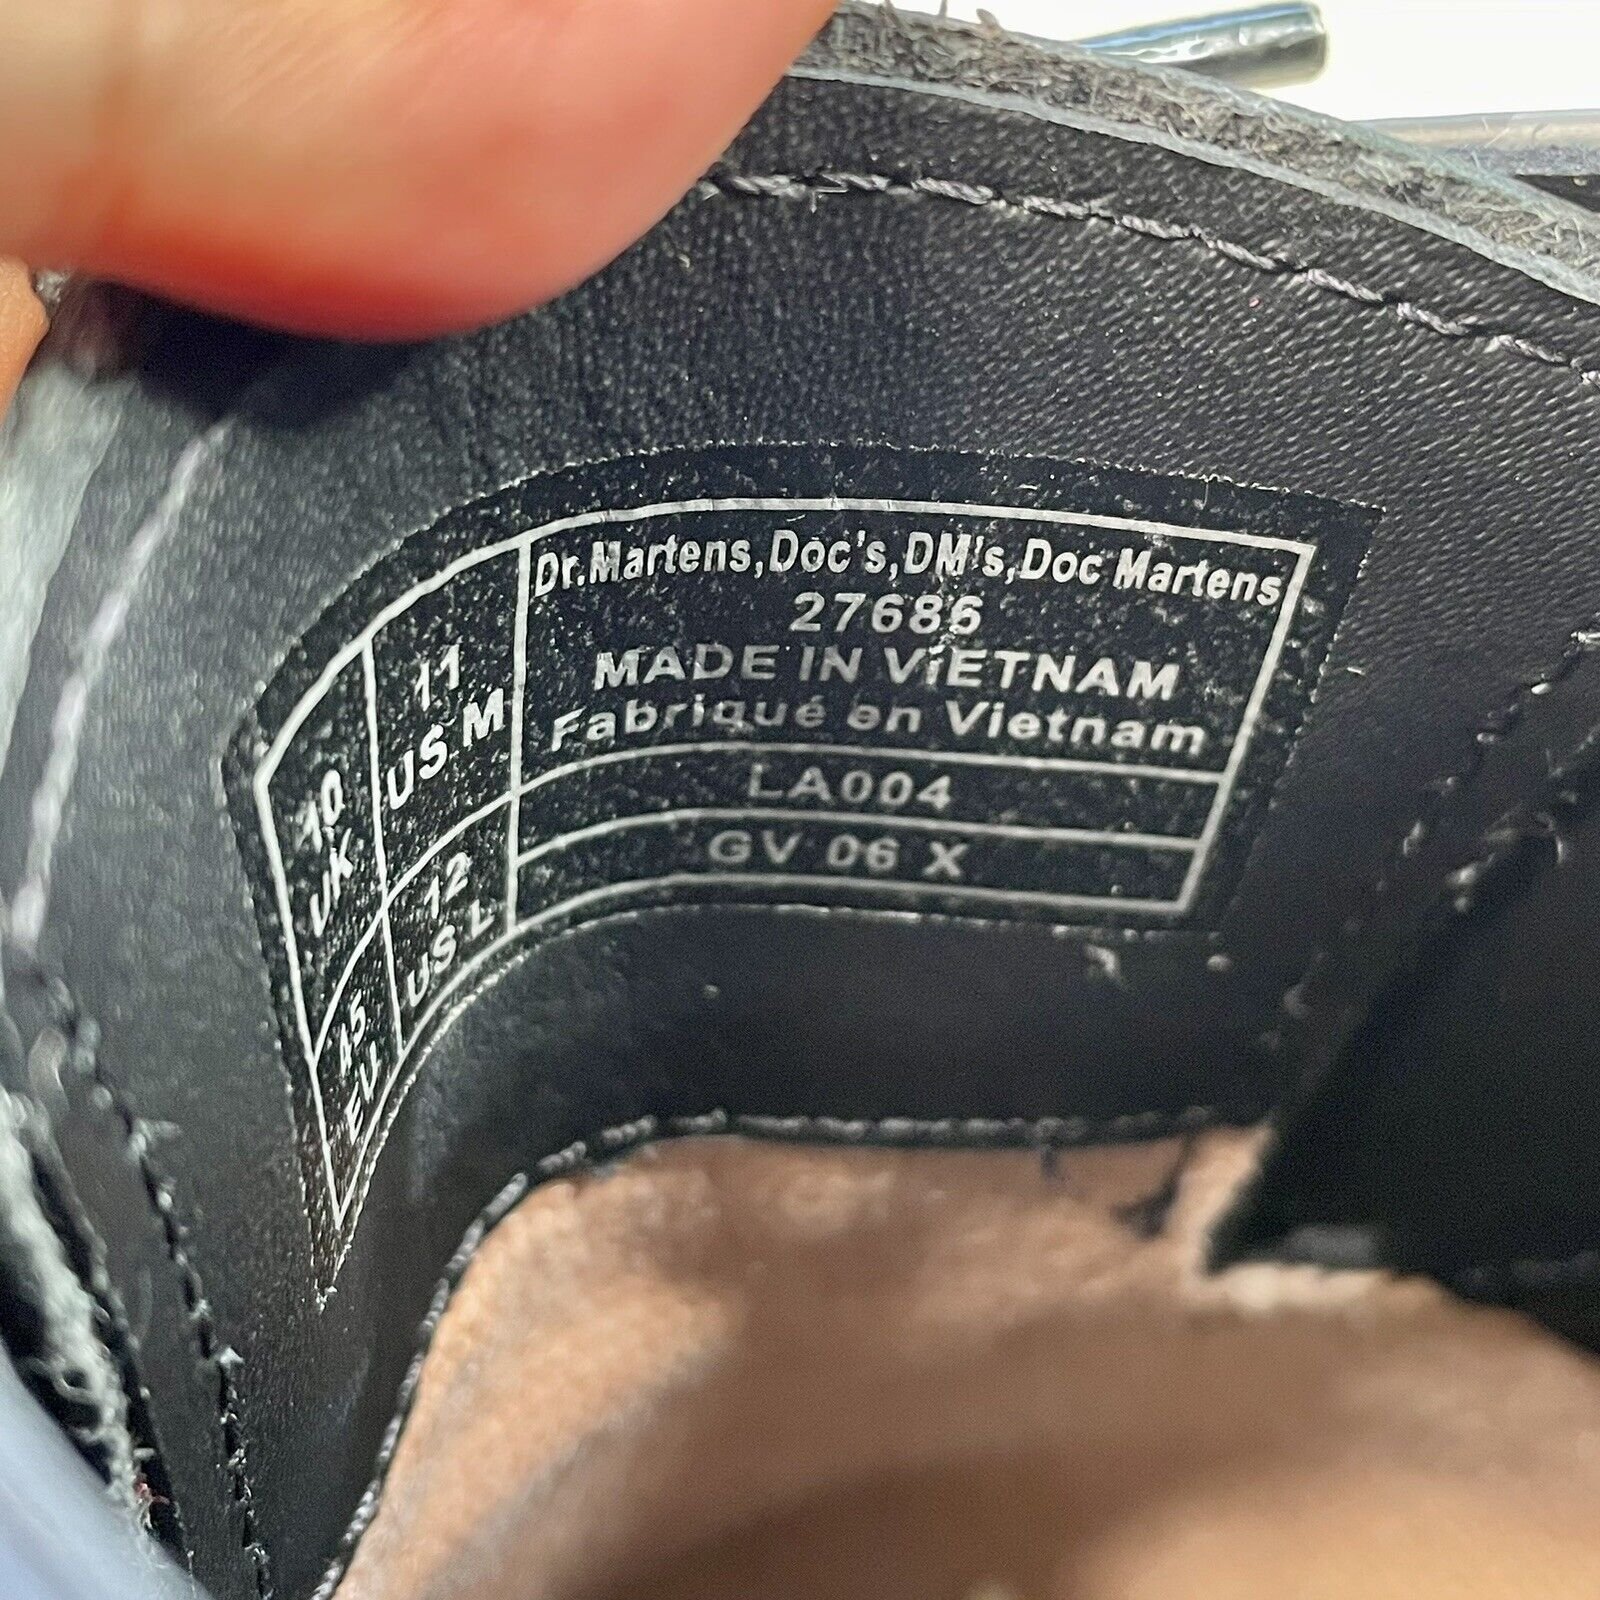 Dr.Martens,Doc's,DM's,Doc Martens
27686
MADE IN VIETNAM
Fabriqué en Vietnam
LA004
GV 06 X
10
UK
11
US M
45
EU
12
US L